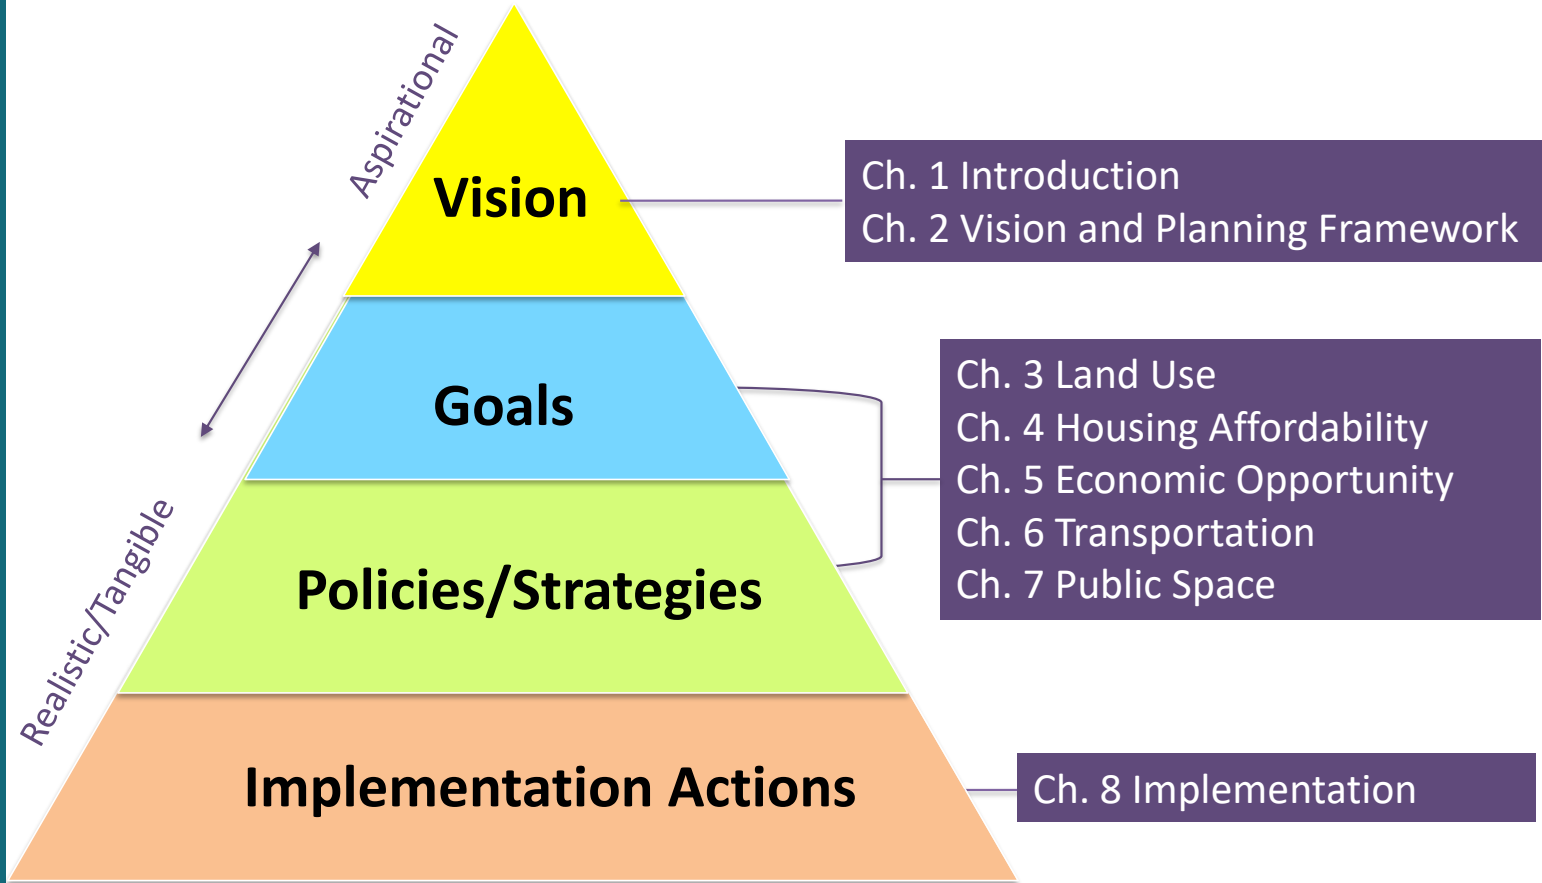 Aspirational
Vision
Ch. 1 Introduction
Ch. 2 Vision and Planning Framework
Goals
Ch. 3 Land Use
Ch. 4 Housing Affordability
Ch. 5 Economic Opportunity
Ch. 6 Transportation
Ch. 7 Public Space
Realistic/Tangible
Policies/Strategies
Implementation Actions
Ch. 8 Implementation